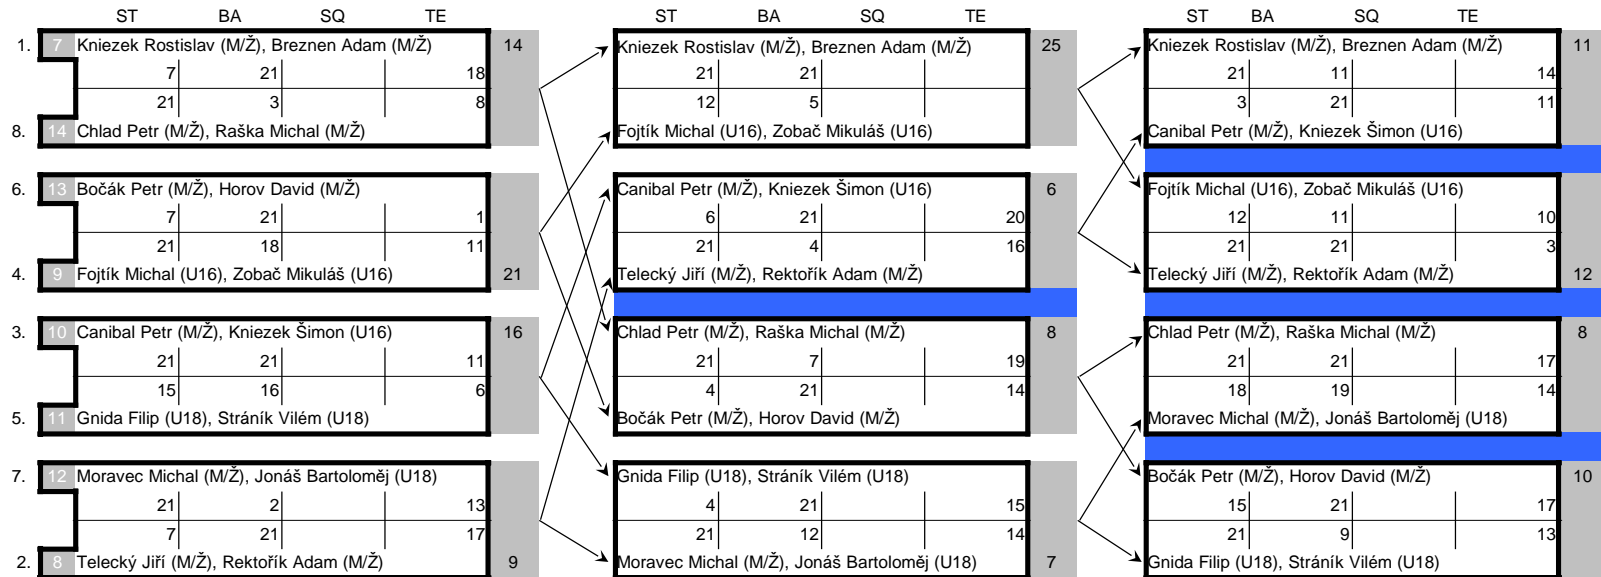 ST BA SQ TE ST BA SQ TE ST BA SQ TE
1. 7 Kniezek Rostislav (M/Ž), Breznen Adam (M/Ž) 14 Kniezek Rostislav (M/Ž), Breznen Adam (M/Ž) 25 Kniezek Rostislav (M/Ž), Breznen Adam (M/Ž) 11
7 21 18 21 21 21 11 14
21 3 8 12 5 3 21 11
8. 14 Chlad Petr (M/Ž), Raška Michal (M/Ž) Fojtík Michal (U16), Zobač Mikuláš (U16) Canibal Petr (M/Ž), Kniezek Šimon (U16)
6. 13 Bočák Petr (M/Ž), Horov David (M/Ž) Canibal Petr (M/Ž), Kniezek Šimon (U16) 6 Fojtík Michal (U16), Zobač Mikuláš (U16)
7 21 1 6 21 20 12 11 10
21 18 11 21 4 16 21 21 3
4. 9 Fojtík Michal (U16), Zobač Mikuláš (U16) 21 Telecký Jiří (M/Ž), Rektořík Adam (M/Ž) Telecký Jiří (M/Ž), Rektořík Adam (M/Ž) 12
3. 10 Canibal Petr (M/Ž), Kniezek Šimon (U16) 16 Chlad Petr (M/Ž), Raška Michal (M/Ž) 8 Chlad Petr (M/Ž), Raška Michal (M/Ž) 8
21 21 11 21 7 19 21 21 17
15 16 6 4 21 14 18 19 14
5. 11 Gnida Filip (U18), Stráník Vilém (U18) Bočák Petr (M/Ž), Horov David (M/Ž) Moravec Michal (M/Ž), Jonáš Bartoloměj (U18)
7. 12 Moravec Michal (M/Ž), Jonáš Bartoloměj (U18) Gnida Filip (U18), Stráník Vilém (U18) Bočák Petr (M/Ž), Horov David (M/Ž) 10
21 2 13 4 21 15 15 21 17
7 21 17 21 12 14 21 9 13
2. 8 Telecký Jiří (M/Ž), Rektořík Adam (M/Ž) 9 Moravec Michal (M/Ž), Jonáš Bartoloměj (U18) 7 Gnida Filip (U18), Stráník Vilém (U18)